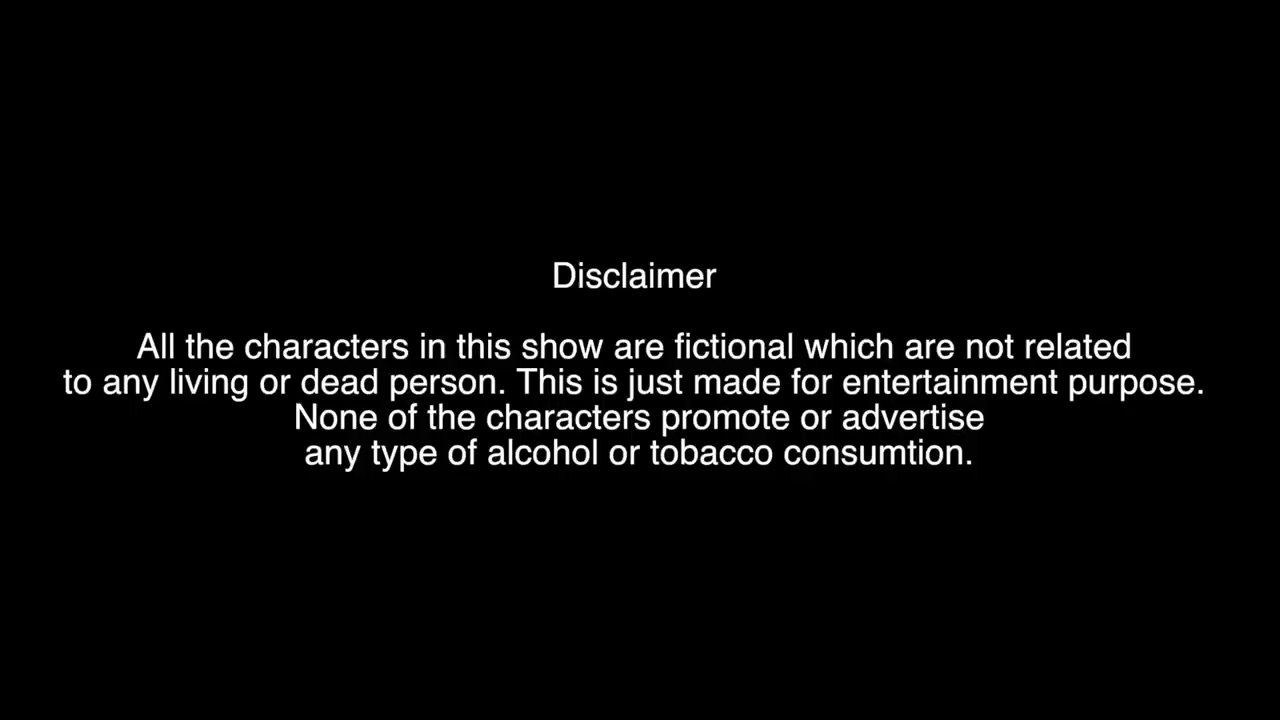 Disclaimer
All the characters in this show are fictional which are not related
to any living or dead person. This is just made for entertainment purpose.
None of the characters promote or advertise
any type of alcohol or tobacco consumtion.